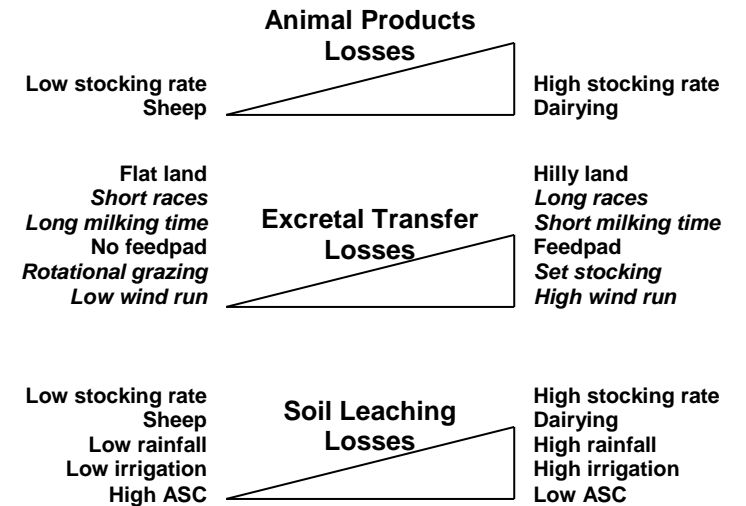 Animal Products
Losses
Low stocking rate
Sheep
High stocking rate
Dairying
Flat land
Short races
Long milking time
No feedpad
Rotational grazing
Low wind run
Excretal Transfer
Losses
Hilly land
Long races
Short milking time
Feedpad
Set stocking
High wind run
Low stocking rate
Sheep
Low rainfall
Low irrigation
High ASC
Soil Leaching
Losses
High stocking rate
Dairying
High rainfall
High irrigation
Low ASC